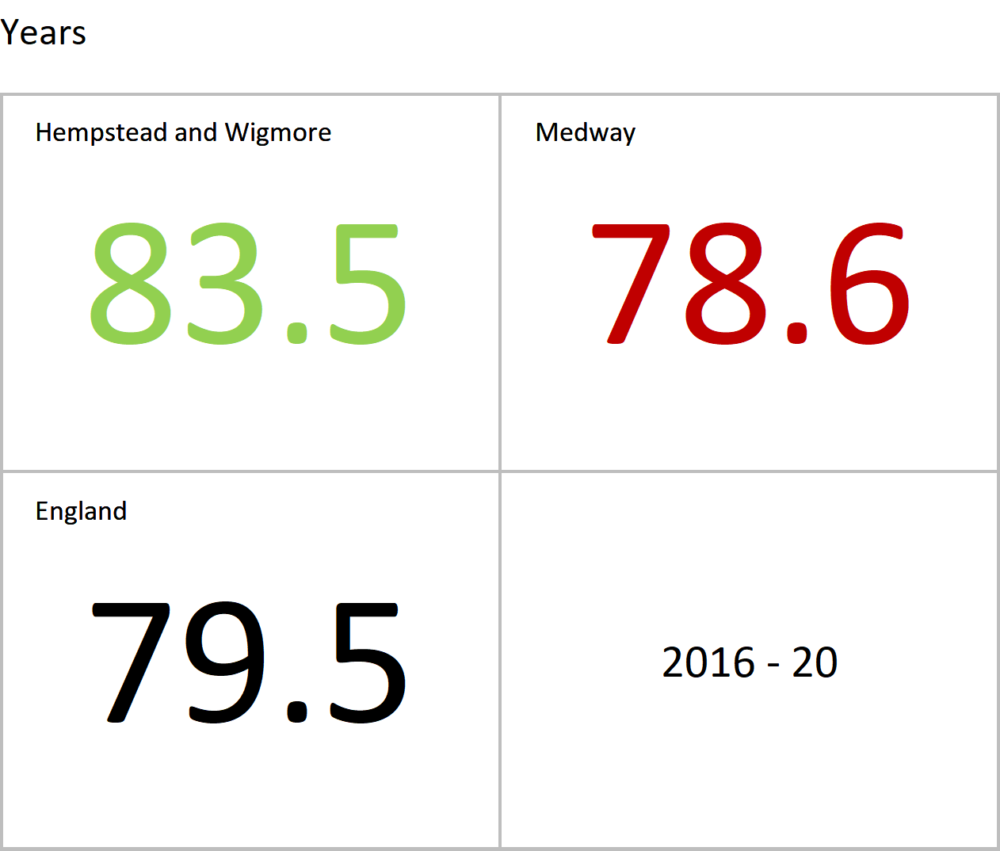 Years
Hempstead and Wigmore
83.5
Medway
78.6
England
79.5
2016 - 20